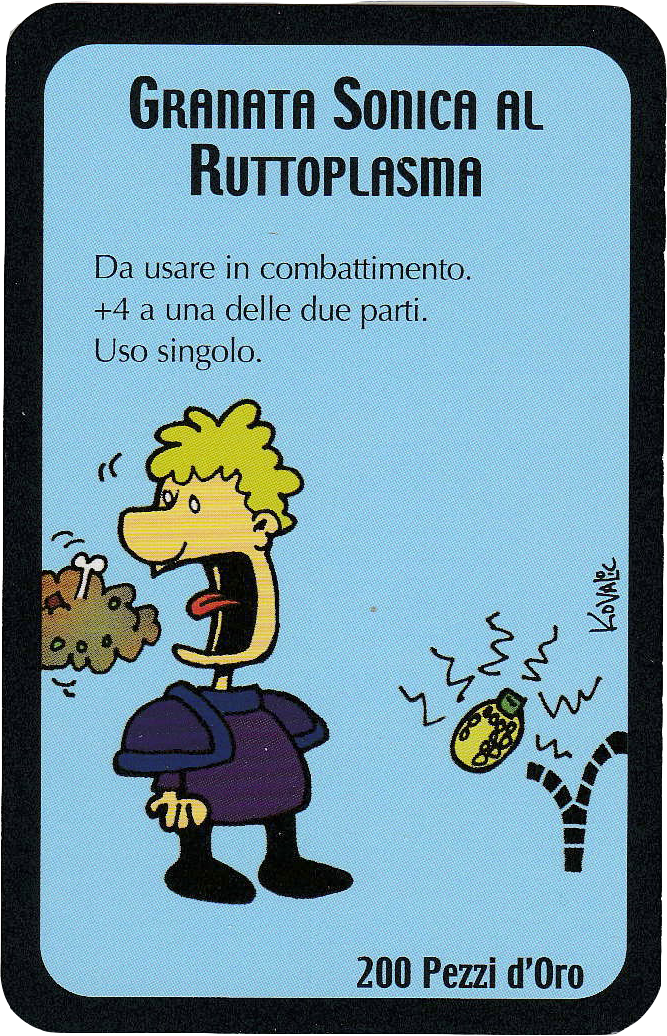 Granata Sonica al
Ruttoplasma
Da usare in combattimento.
+4 a una delle due parti.
Uso singolo.
Kovalic
200 Pezzi d'Oro